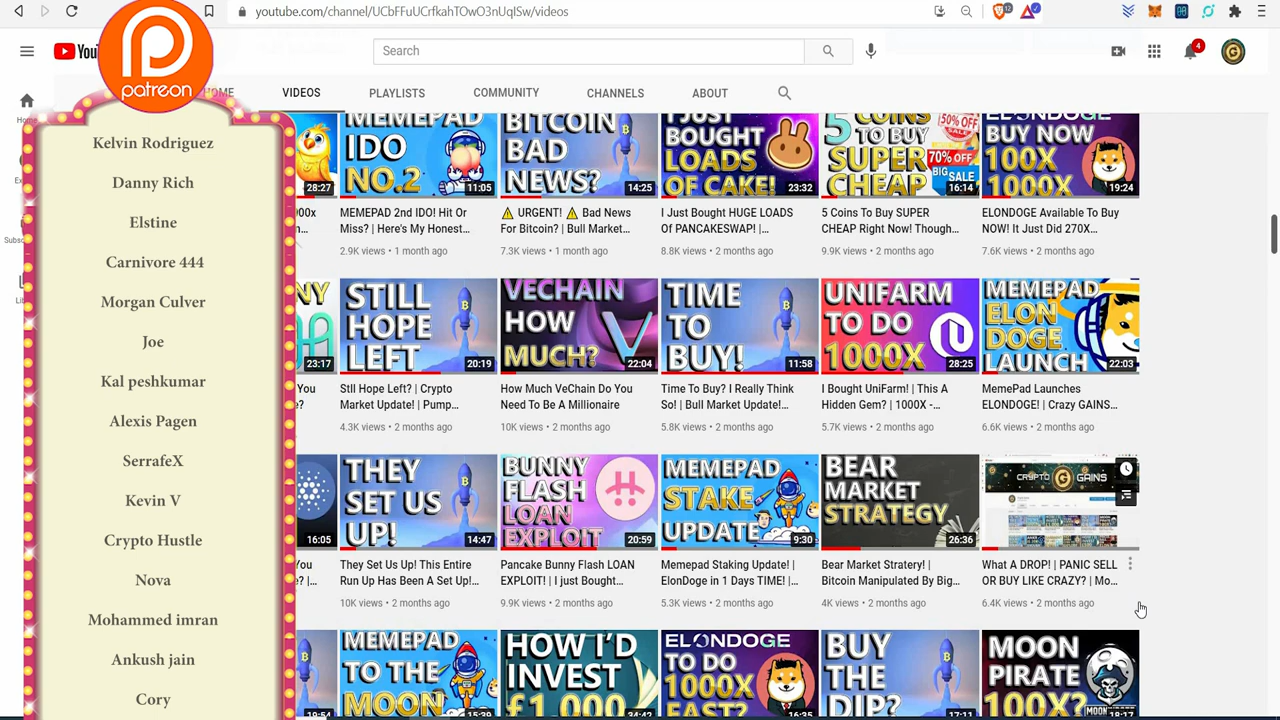 youtube.com/channel/UCbFFuUCrfkahTOwO3nUqISw/videos
12
Search
4
G
patreon
HOME
VIDEOS
PLAYLISTS
COMMUNITY
CHANNELS
ABOUT
Kelvin Rodriguez
Danny Rich
Elstine
Carnivore 444
Morgan Culver
Joe
Kal peshkumar
Alexis Pagen
SerrafeX
Kevin V
Crypto Hustle
Nova
Mohammed imran
Ankush jain
Cory
28:27
MEMEPAD
IDO
NO.2
11:05
MEMEPAD 2nd IDO! Hit Or
Miss? | Here's My Honest...
2.9K views • 1 month ago
BITCOIN
BAD
NEWS?
14:25
⚠ URGENT! ⚠ Bad News
For Bitcoin? | Bull Market...
7.3K views • 1 month ago
I JUST
BOUGHT
LOADS
OF CAKE!
23:32
I Just Bought HUGE LOADS
Of PANCAKESWAP! |...
8.8K views • 2 months ago
5 COINS
TO BUY
SUPER
CHEAP
50% OFF
SALE
70% OFF
BIG
SALE
16:14
5 Coins To Buy SUPER
CHEAP Right Now! Though...
9.9K views • 2 months ago
ELONDOGE
BUY NOW
100X
1000X
19:24
ELONDOGE Available To Buy
NOW! It Just Did 270X...
7.6K views • 2 months ago
23:17
STILL
HOPE
LEFT
20:19
Stll Hope Left? | Crypto
Market Update! | Pump...
4.3K views • 2 months ago
VECHAIN
HOW
MUCH?
22:04
How Much VeChain Do You
Need To Be A Millionaire
10K views • 2 months ago
TIME
TO
BUY!
11:58
Time To Buy? I Really Think
So! | Bull Market Update!...
5.8K views • 2 months ago
UNIFARM
TO DO
1000X
28:25
I Bought UniFarm! | This A
Hidden Gem? | 1000X -...
5.7K views • 2 months ago
MEMEPAD
ELON
DOGE
LAUNCH
22:03
MemePad Launches
ELONDOGE! | Crazy GAINS...
6.6K views • 2 months ago
16:05
THEY
SET US
UP!
14:47
They Set Us Up! This Entire
Run Up Has Been A Set Up!...
10K views • 2 months ago
BUNNY
FLASH
LOAN
EXPLOIT
20:59
Pancake Bunny Flash LOAN
EXPLOIT! | I just Bought...
9.9K views • 2 months ago
MEMEPAD
STAKE
UPDATE!
9:30
Memepad Staking Update! |
ElonDoge in 1 Days TIME! |...
5.3K views • 2 months ago
BEAR
MARKET
STRATEGY
26:36
Bear Market Stratery! |
Bitcoin Manipulated By Big...
4K views • 2 months ago
CRYPTO G GAINS
What A DROP! | PANIC SELL
OR BUY LIKE CRAZY? | Mo...
6.4K views • 2 months ago
19:54
MEMEPAD
TO THE
MOON
15:39
HOW I'D
INVEST
£1,000
24:42
ELONDOGE
TO DO
1000X
FAST?
16:35
BUY
THE
DIP?
17:11
MOON
PIRATE
100X?
18:17